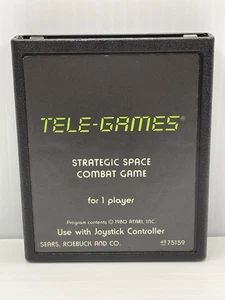 TELE-GAMES®
STRATEGIC SPACE
COMBAT GAME
for 1 player
Program contents © 1980 ATARI, INC.
Use with Joystick Controller
SEARS, ROEBUCK AND CO. 49 75159